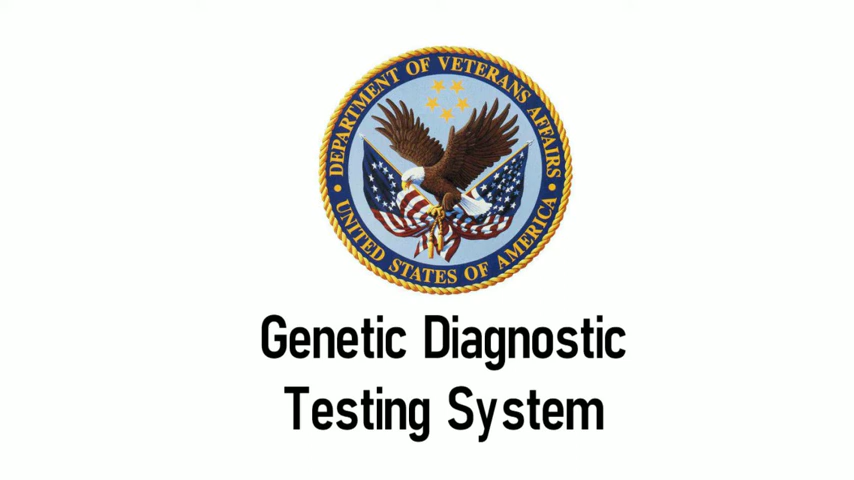 DEPARTMENT OF VETERANS AFFAIRS
UNITED STATES OF AMERICA
Genetic Diagnostic
Testing System